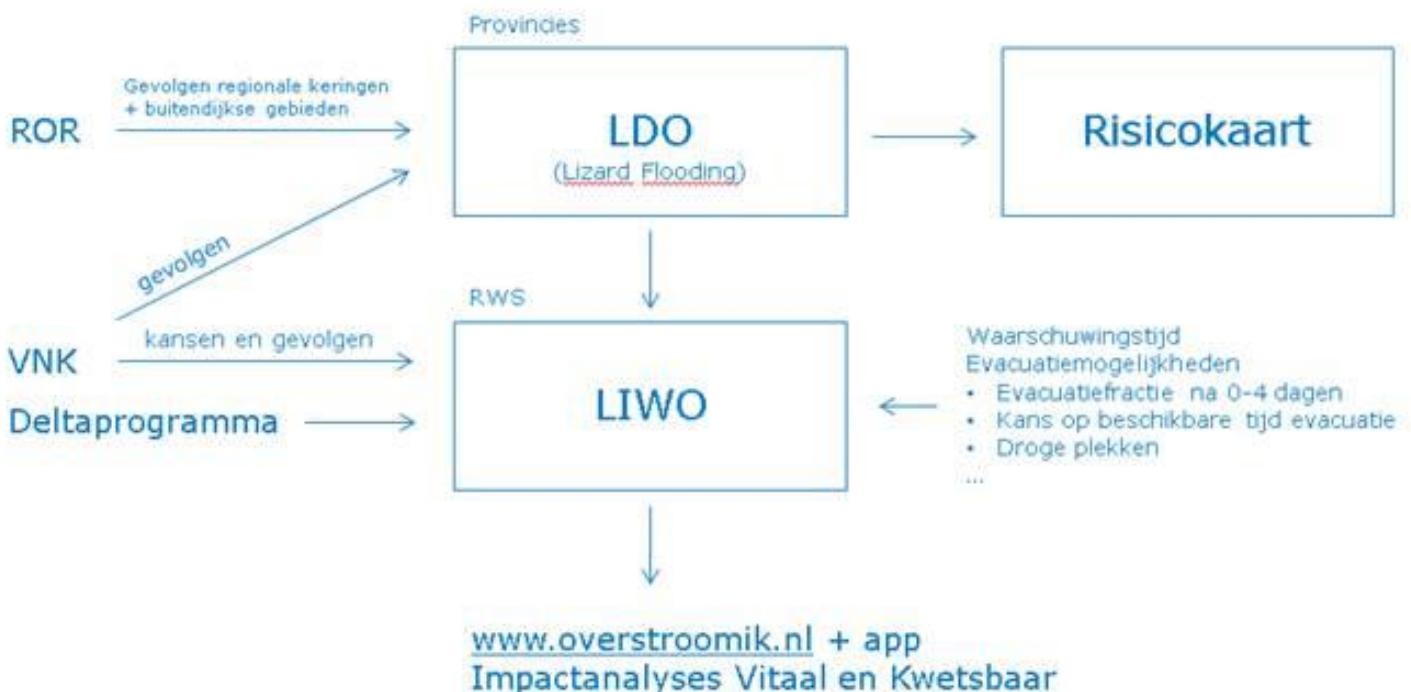 Provincies
Gevolgen regionale keringen
+ buitendijkse gebieden
ROR
LDO
(Lizard Flooding)
Risicokaart
gevolgen
RWS
VNK
kansen en gevolgen
Deltaprogramma
LIWO
Waarschuwingstijd
Evacuatiemogelijkheden
• Evacuatiefractie na 0-4 dagen
• Kans op beschikbare tijd evacuatie
• Droge plekken
...
www.overstroomik.nl + app
Impactanalyses Vitaal en Kwetsbaar